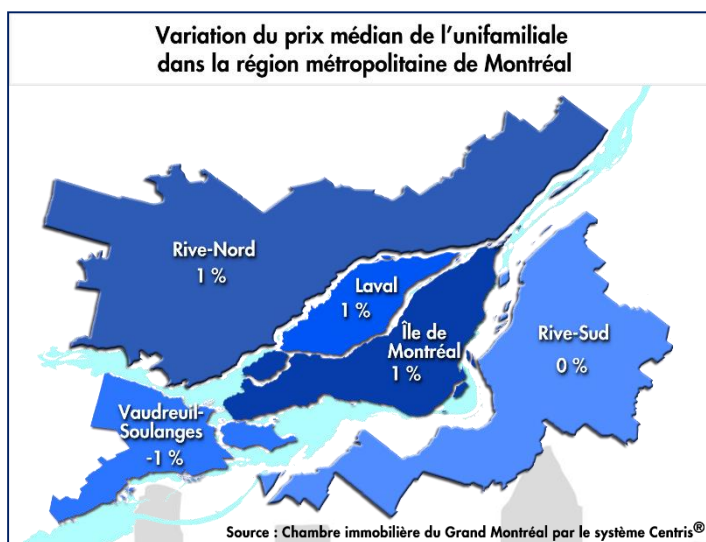 Variation du prix médian de l'unifamiliale
dans la région métropolitaine de Montréal
Rive-Nord
1 %
Laval
1 %
Île de
Montréal
1 %
Rive-Sud
0 %
Vaudreuil-
Soulanges
-1 %
Source : Chambre immobilière du Grand Montréal par le système Centris®